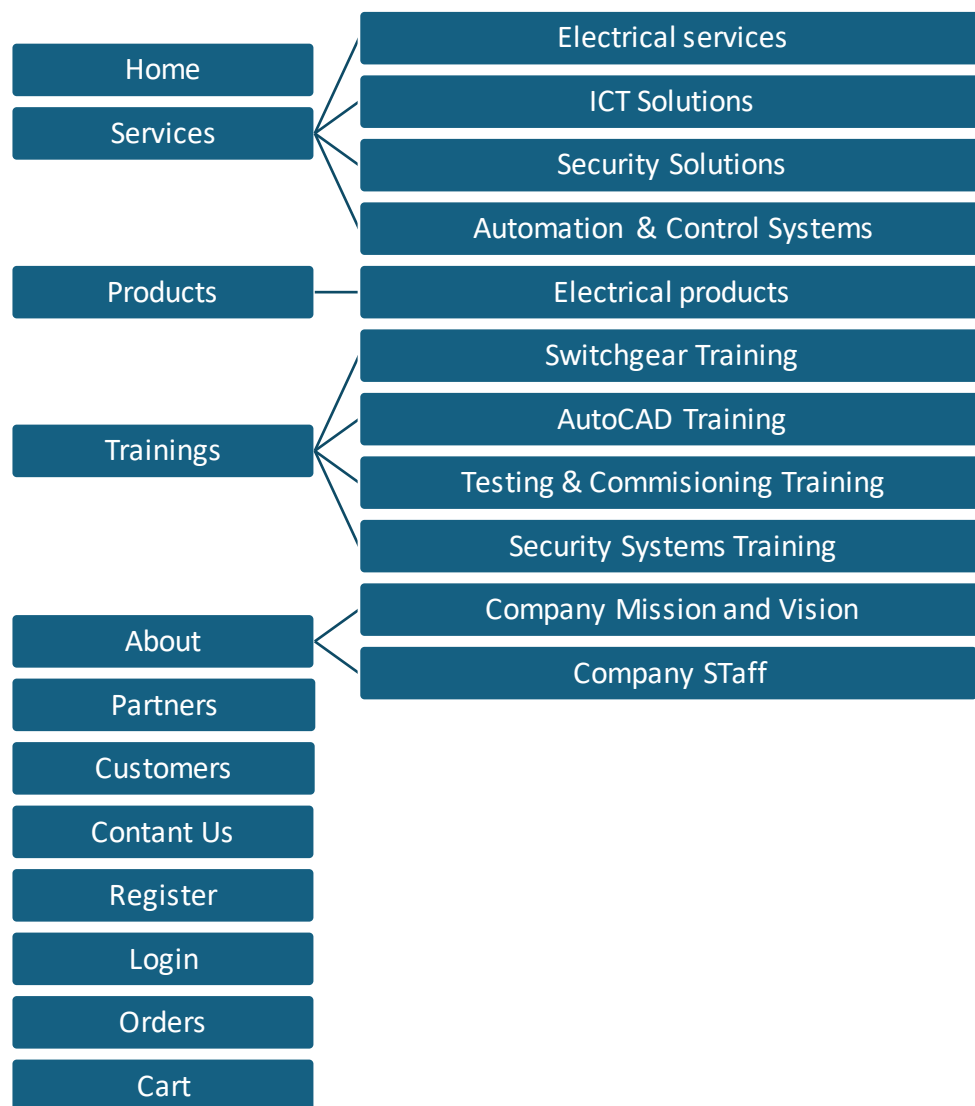 Home
Services
Electrical services
ICT Solutions
Security Solutions
Automation & Control Systems
Products
Electrical products
Trainings
Switchgear Training
AutoCAD Training
Testing & Commisioning Training
Security Systems Training
About
Company Mission and Vision
Company STaff
Partners
Customers
Contant Us
Register
Login
Orders
Cart